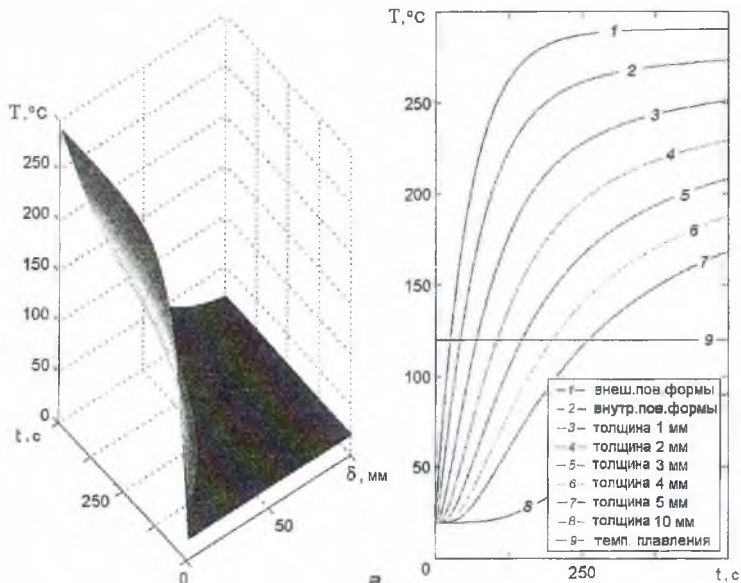 T,°C
250
200
150
100
50
0
t,c
250
0
50
δ, мм
a
T,°C
250
200
150
100
50
0
250
t,c
1
2
3
4
5
6
7
9
8
–1– внеш.пов.формы
–2– внутр.пов.формы
–3– толщина 1 мм
–4– толщина 2 мм
–5– толщина 3 мм
–6– толщина 4 мм
–7– толщина 5 мм
–8– толщина 10 мм
–9– темп. плавления